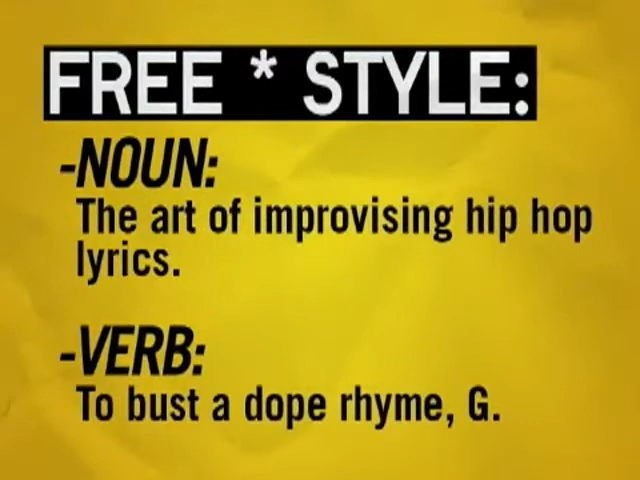 FREE * STYLE:
-NOUN:
The art of improvising hip hop
lyrics.
-VERB:
To bust a dope rhyme, G.